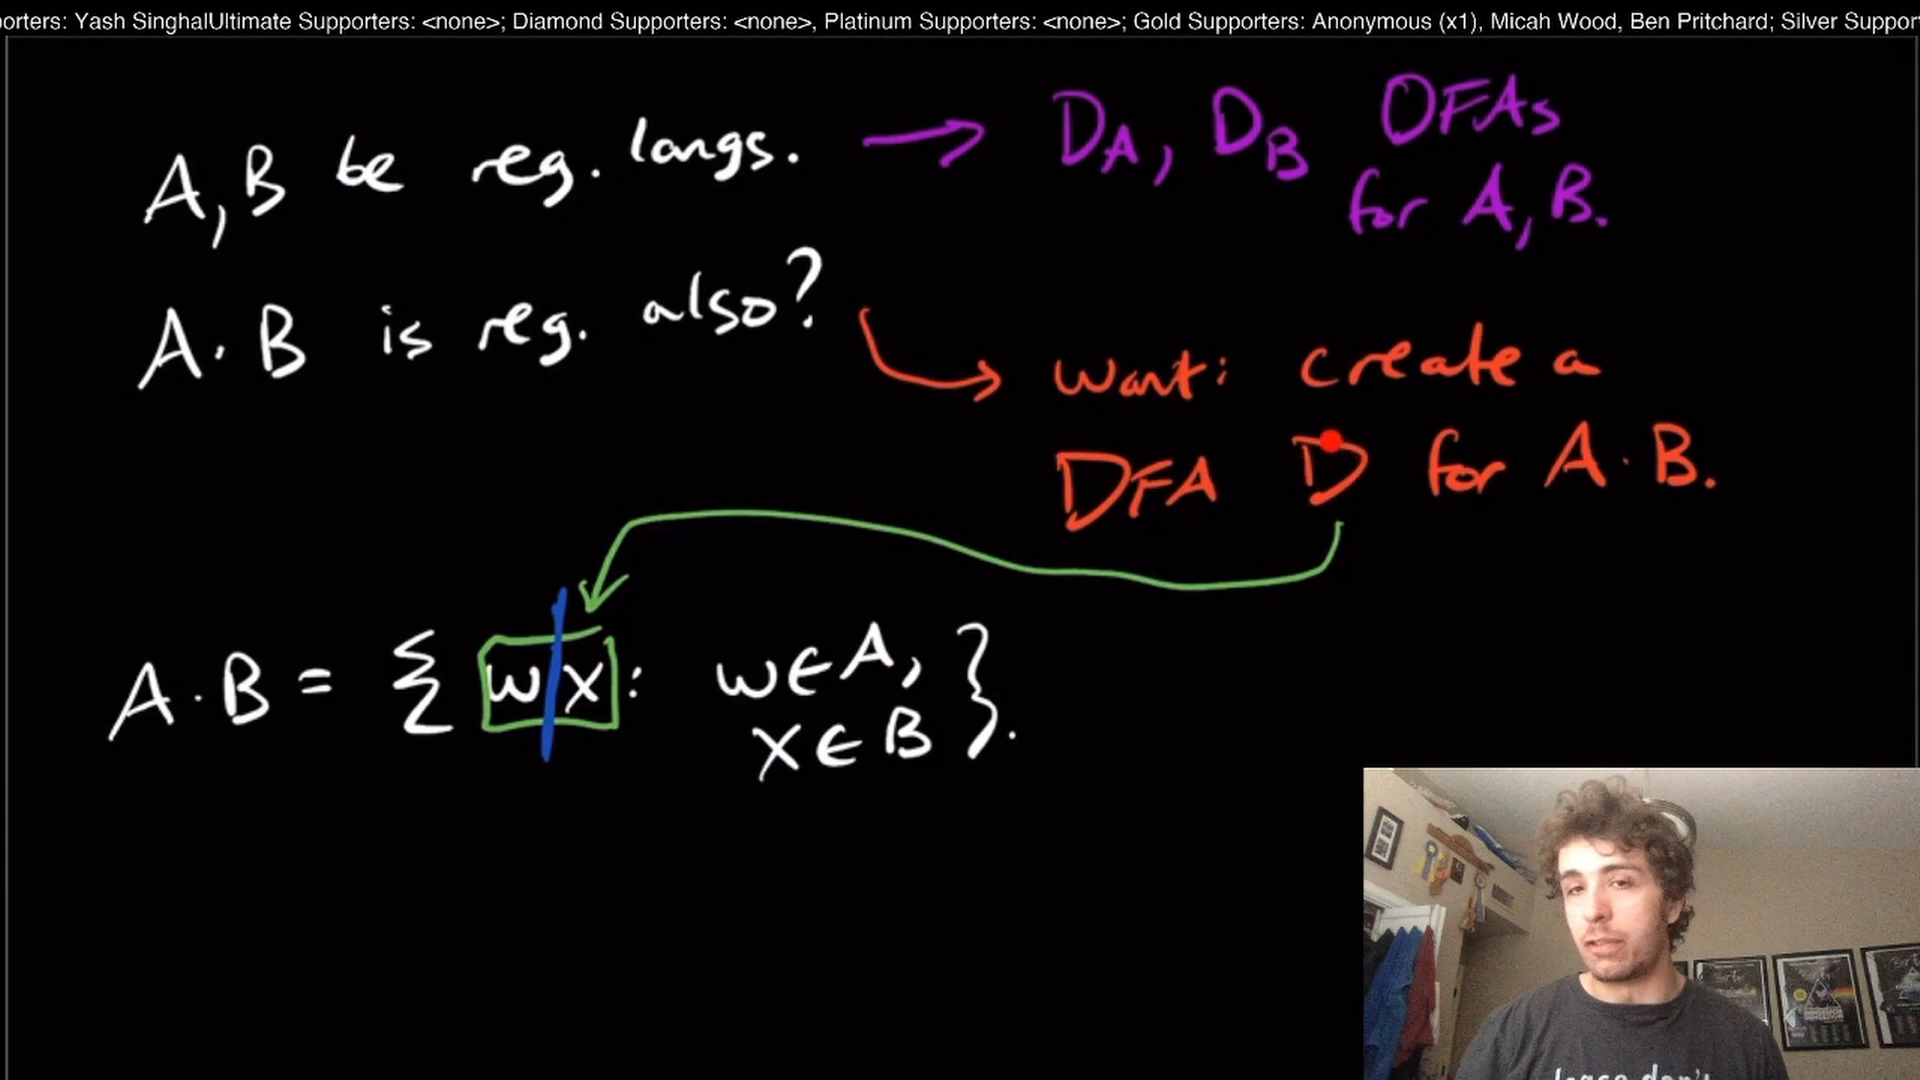 orters: Yash SinghalUltimate Supporters: <none>; Diamond Supporters: <none>, Platinum Supporters: <none>; Gold Supporters: Anonymous (x1), Micah Wood, Ben Pritchard; Silver Suppor
A, B be reg. langs. → DA, DB DFAs
for A, B.
A · B is reg. also?
Want: create a
DFA D for A · B.
A · B = { w|x : w ∈ A,
x ∈ B }.